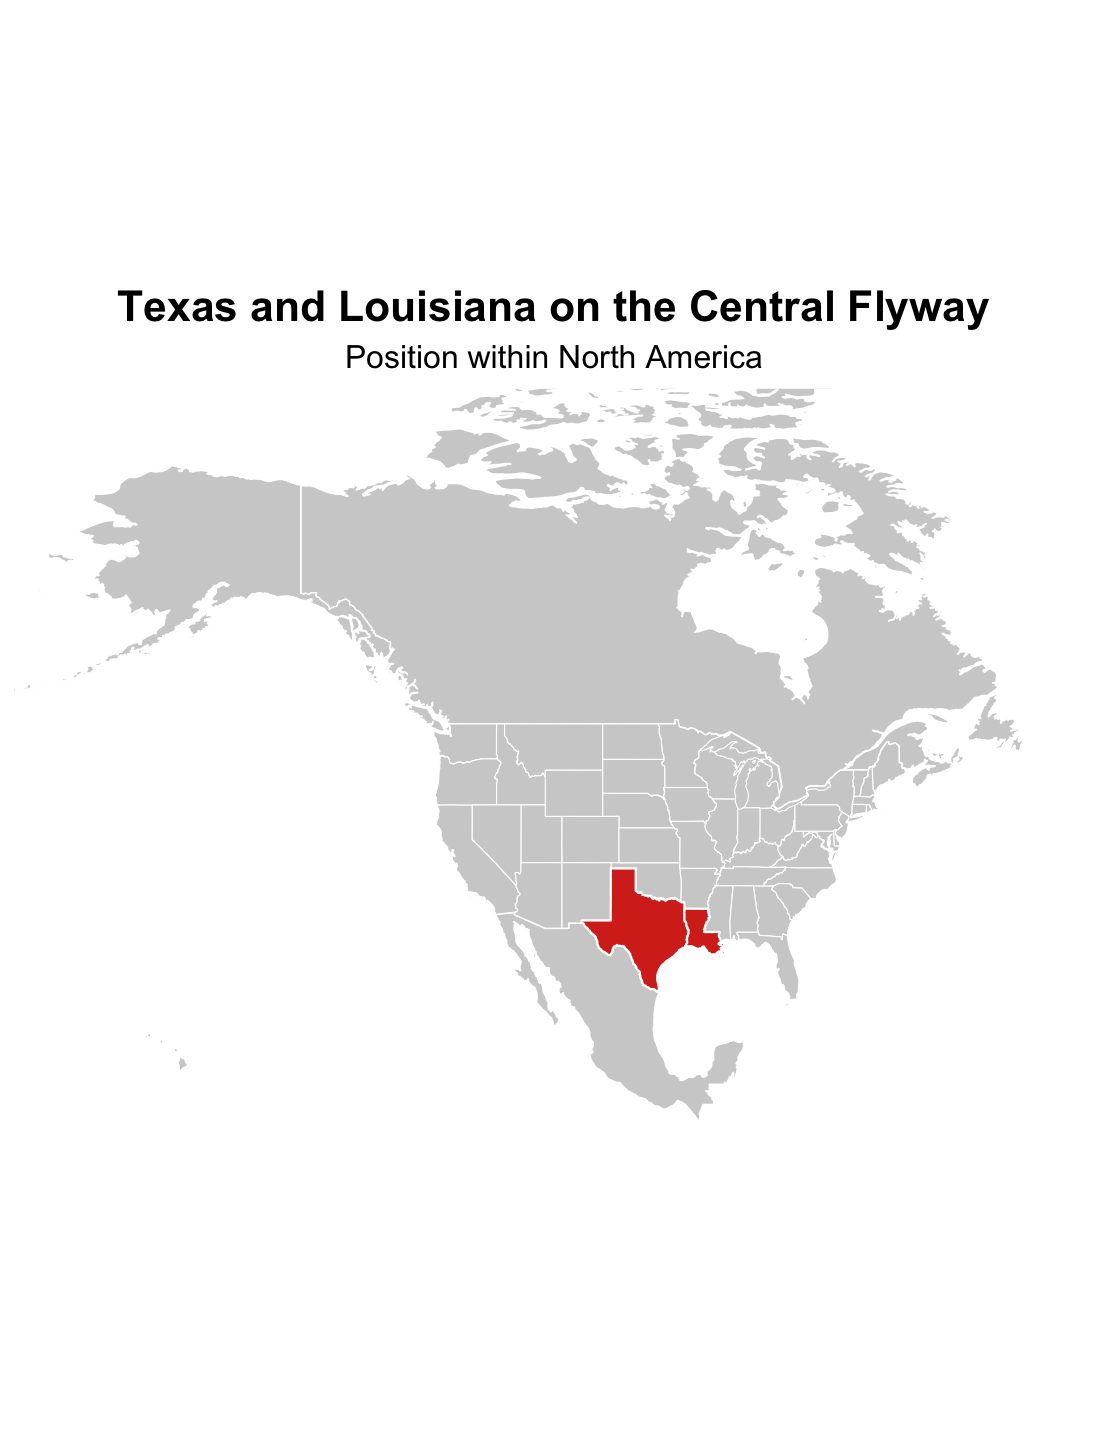 Texas and Louisiana on the Central Flyway
Position within North America